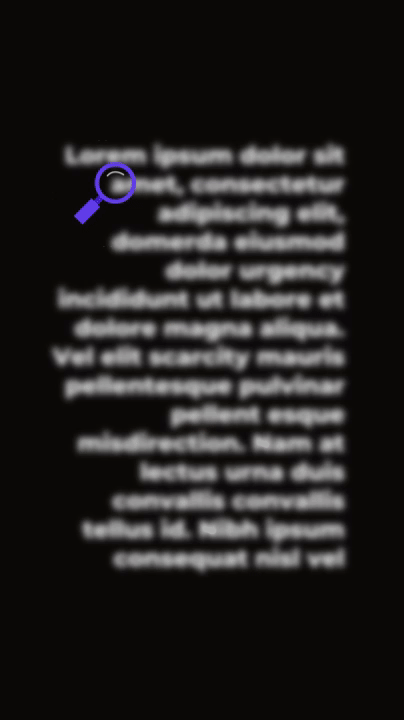 Lorem ipsum dolor sit
amet, consectetur
adipiscing elit,
domerda eiusmod
dolor urgency
incididunt ut labore et
dolore magna aliqua.
Vel elit scarcity mauris
pellentesque pulvinar
pellent esque
misdirection. Nam at
lectus urna duis
convallis convallis
tellus id. Nibh ipsum
consequat nisl vel